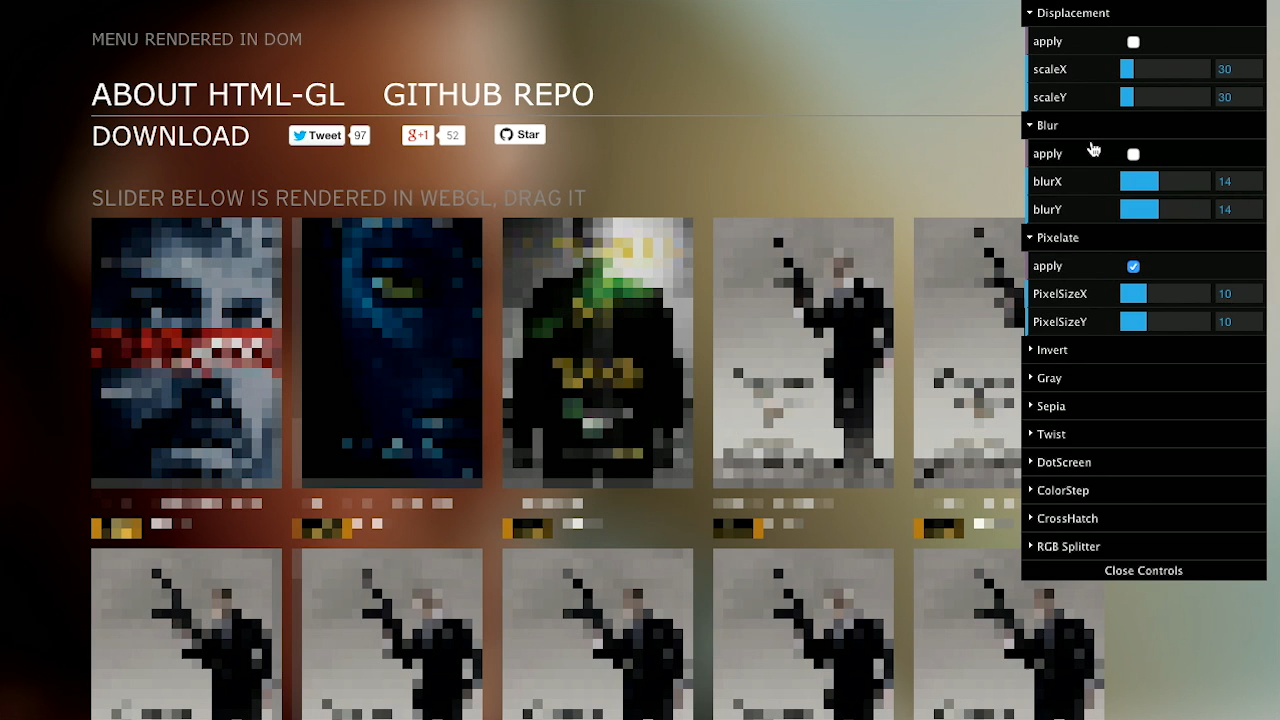 MENU RENDERED IN DOM
ABOUT HTML-GL GITHUB REPO
DOWNLOAD Tweet 97 g+1 52 Star
SLIDER BELOW IS RENDERED IN WEBGL, DRAG IT
Displacement
apply
scaleX 30
scaleY 30
Blur
apply
blurX 14
blurY 14
Pixelate
apply
PixelSizeX 10
PixelSizeY 10
Invert
Gray
Sepia
Twist
DotScreen
ColorStep
CrossHatch
RGB Splitter
Close Controls